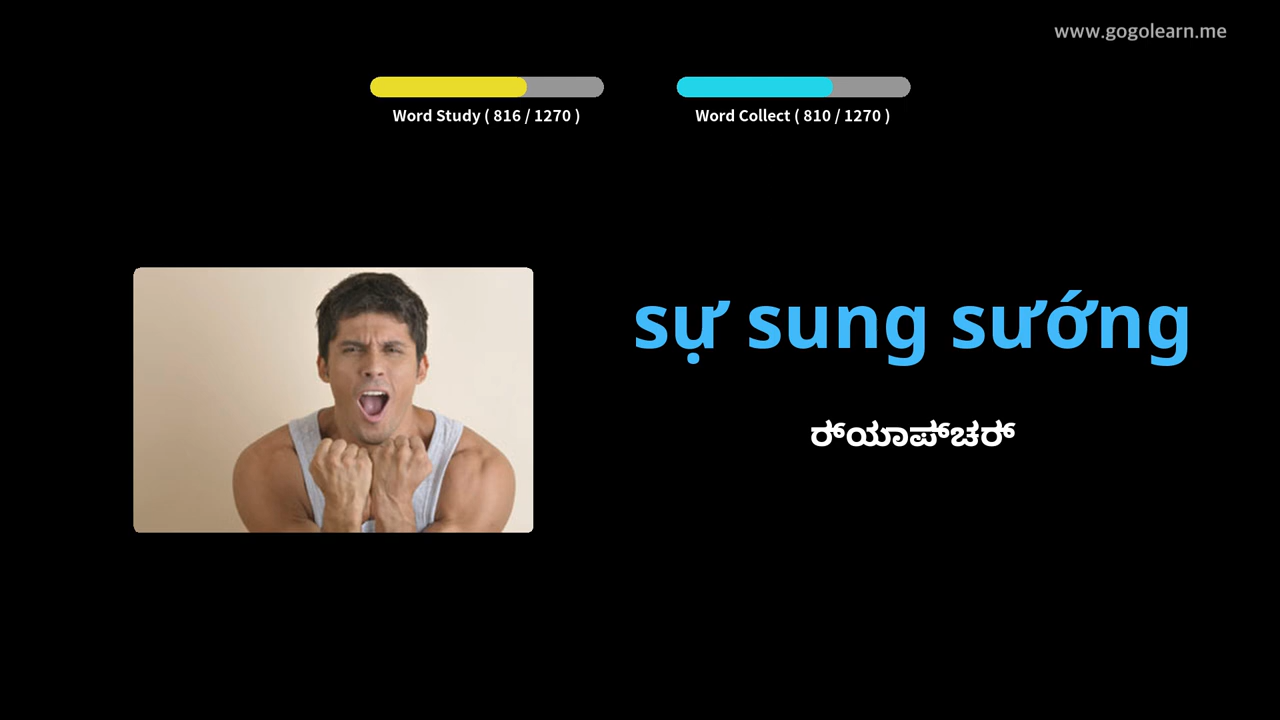 www.gogolearn.me
Word Study ( 816 / 1270 )
Word Collect ( 810 / 1270 )
sự sung sướng
ರ‍್ಯಾಪ್‌ಚರ್